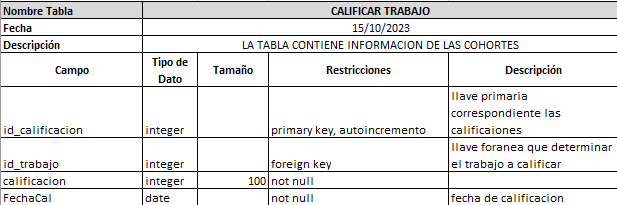 Nombre Tabla CALIFICAR TRABAJO
Fecha 15/10/2023
Descripción LA TABLA CONTIENE INFORMACION DE LAS COHORTES
Campo Tipo de Dato Tamaño Restricciones Descripción
id_calificacion integer primary key, autoincremento llave primaria correspondiente las calificaiones
id_trabajo integer foreign key llave foranea que determinar el trabajo a calificar
calificacion integer 100 not null
FechaCal date not null fecha de calificacion